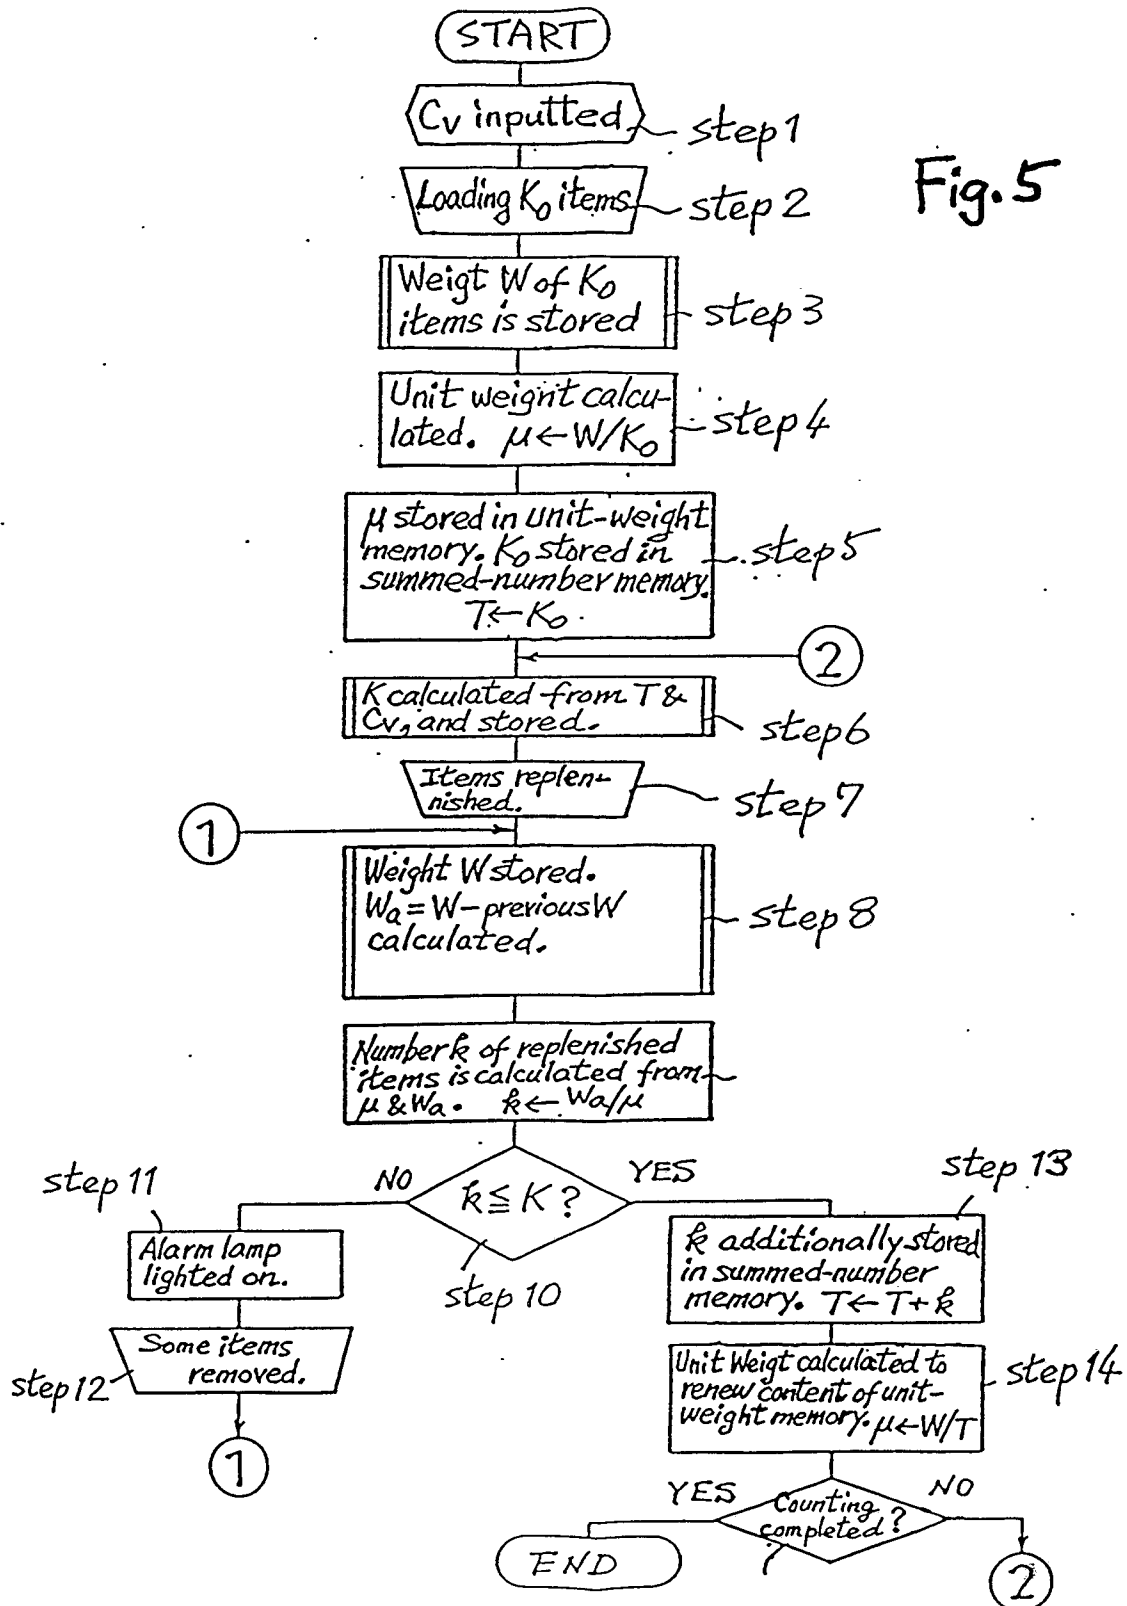 START
Cv inputted
step 1
Fig. 5
Loading K₀ items
step 2
Weigt W of K₀
items is stored
step 3
Unit weight calcu-
lated. μ ← W/K₀
step 4
μ stored in unit-weight
memory. K₀ stored in
summed-number memory.
T ← K₀.
step 5
2
K calculated from T &
Cv, and stored.
step 6
Items replen-
nished.
step 7
1
Weight W stored.
Wa = W - previous W
calculated.
step 8
Number k of replenished
items is calculated from
μ & Wa. k ← Wa/μ
NO
YES
k ≦ K ?
step 10
step 11
Alarm lamp
lighted on.
Some items
removed.
step 12
1
step 13
k additionally stored
in summed-number
memory. T ← T + k
Unit Weigt calculated to
renew content of unit-
weight memory. μ ← W/T
step 14
YES
NO
Counting
completed?
END
2